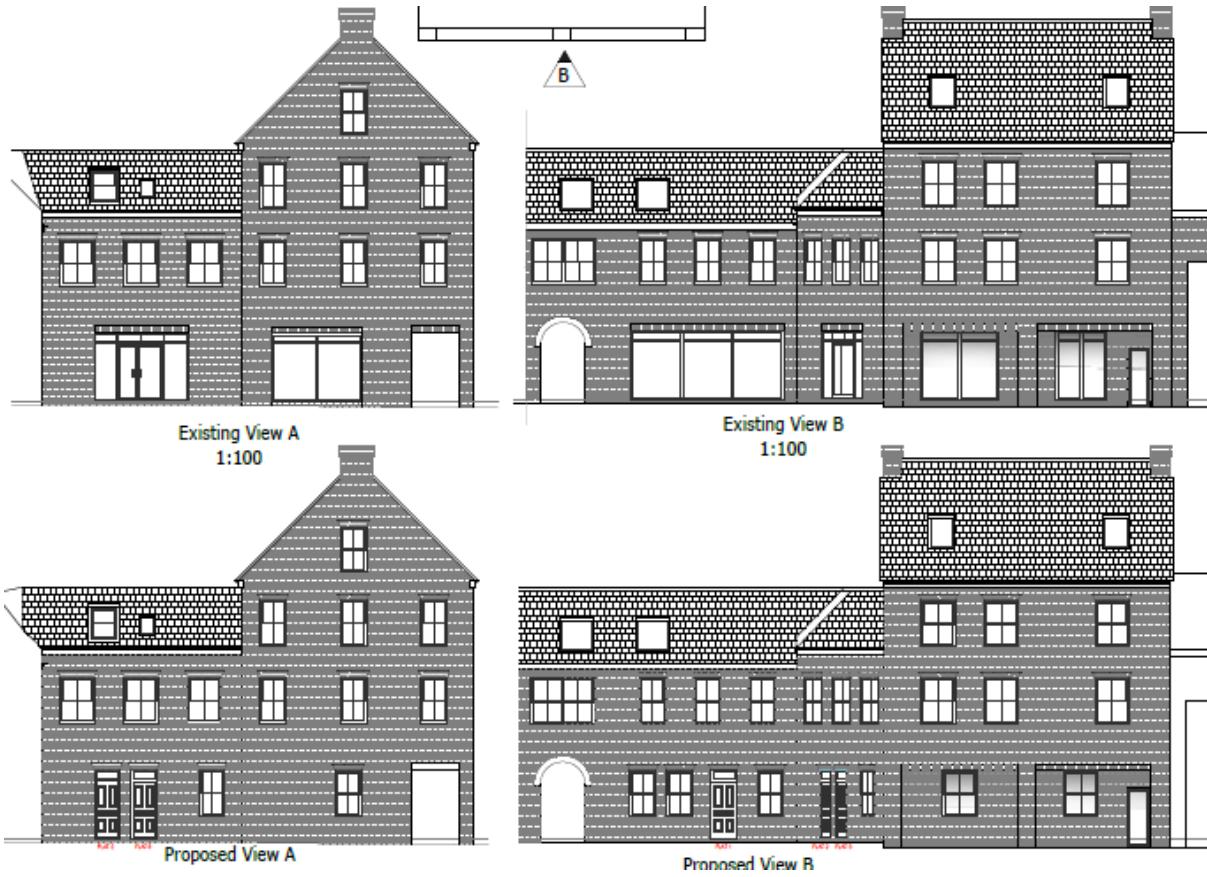 B
Existing View A
1:100
Existing View B
1:100
Proposed View A
Proposed View B